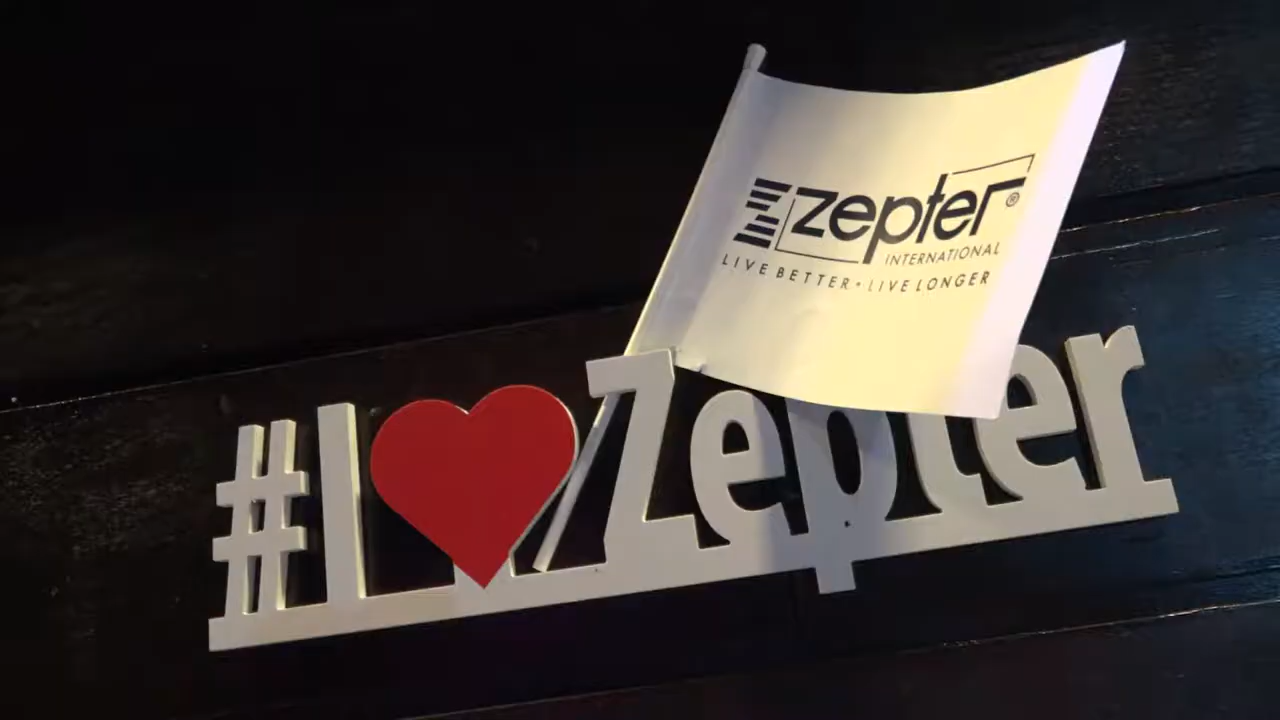 zepter®
INTERNATIONAL
LIVE BETTER • LIVE LONGER
#I❤Zepter